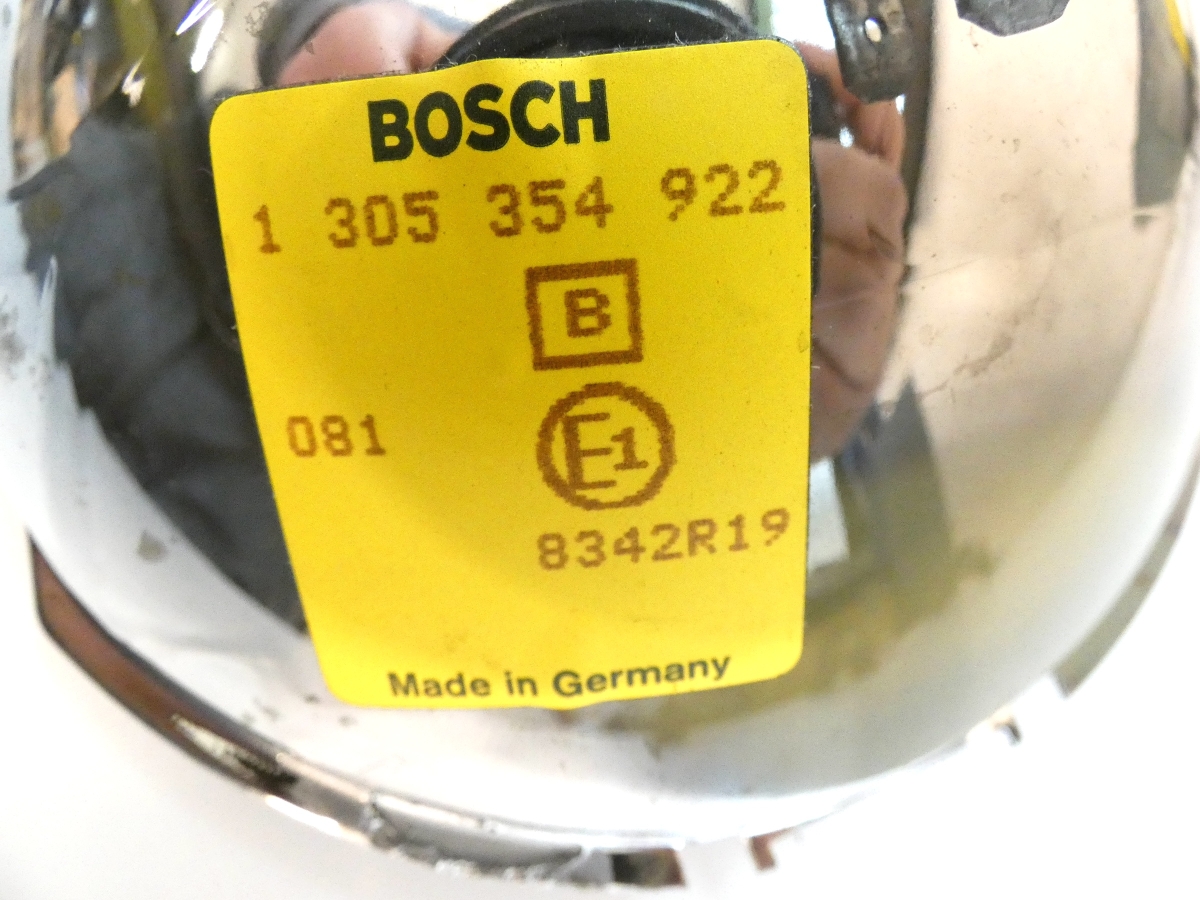 BOSCH
1 305 354 922
B
081
E1
8342R19
Made in Germany